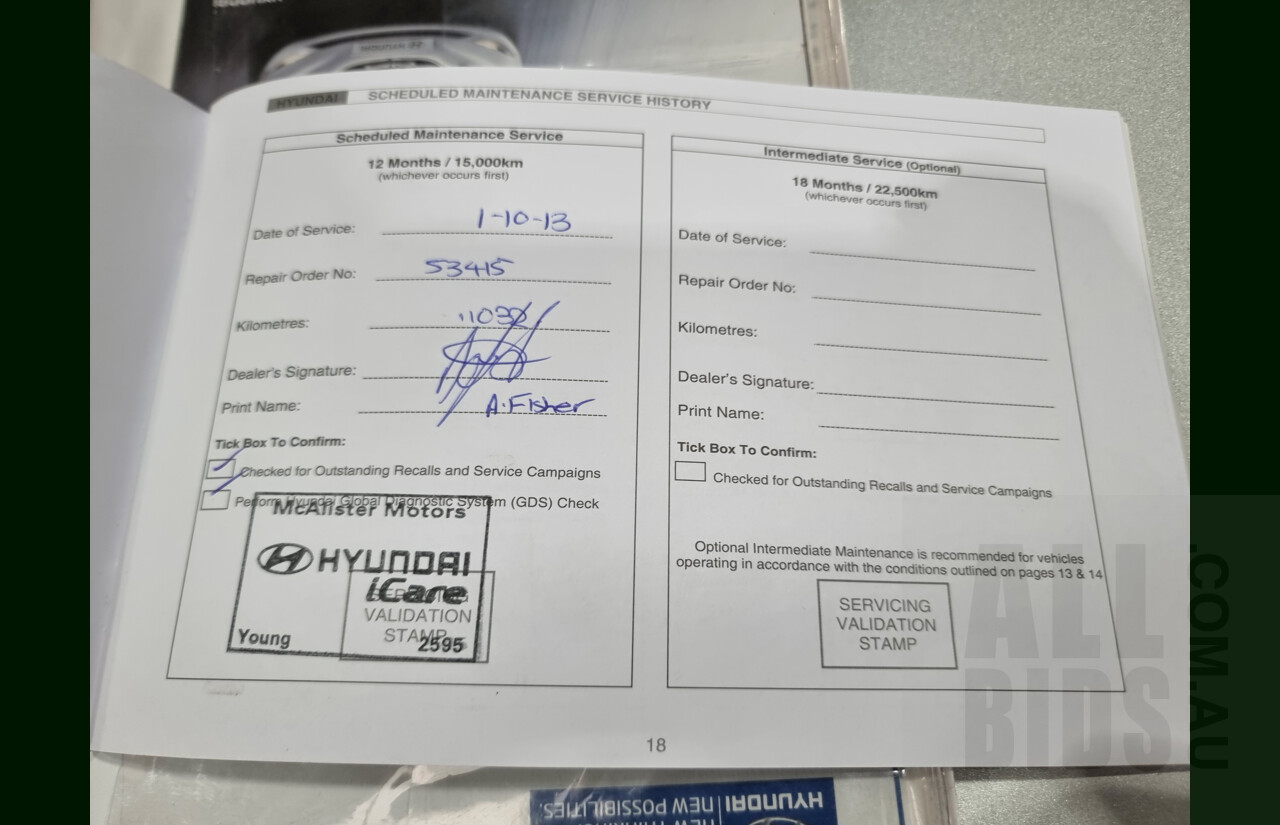 HYUNDAI SCHEDULED MAINTENANCE SERVICE HISTORY
Scheduled Maintenance Service
12 Months / 15,000km
(whichever occurs first)
Date of Service: 1-10-13
Repair Order No: 53415
Kilometres:
Dealer's Signature:
Print Name: A.Fisher
Tick Box To Confirm:
Checked for Outstanding Recalls and Service Campaigns
Perform Hyundai Global Diagnostic System (GDS) Check
McAlister Motors
HYUNDAI
iCare
VALIDATION
STAMP
Young 2595
Intermediate Service (Optional)
18 Months / 22,500km
(whichever occurs first)
Date of Service:
Repair Order No:
Kilometres:
Dealer's Signature:
Print Name:
Tick Box To Confirm:
Checked for Outstanding Recalls and Service Campaigns
Optional Intermediate Maintenance is recommended for vehicles
operating in accordance with the conditions outlined on pages 13 & 14
SERVICING
VALIDATION
STAMP
18
HYUNDAI NEW THINKING. NEW POSSIBILITIES.
ALL
BIDS
.COM.AU